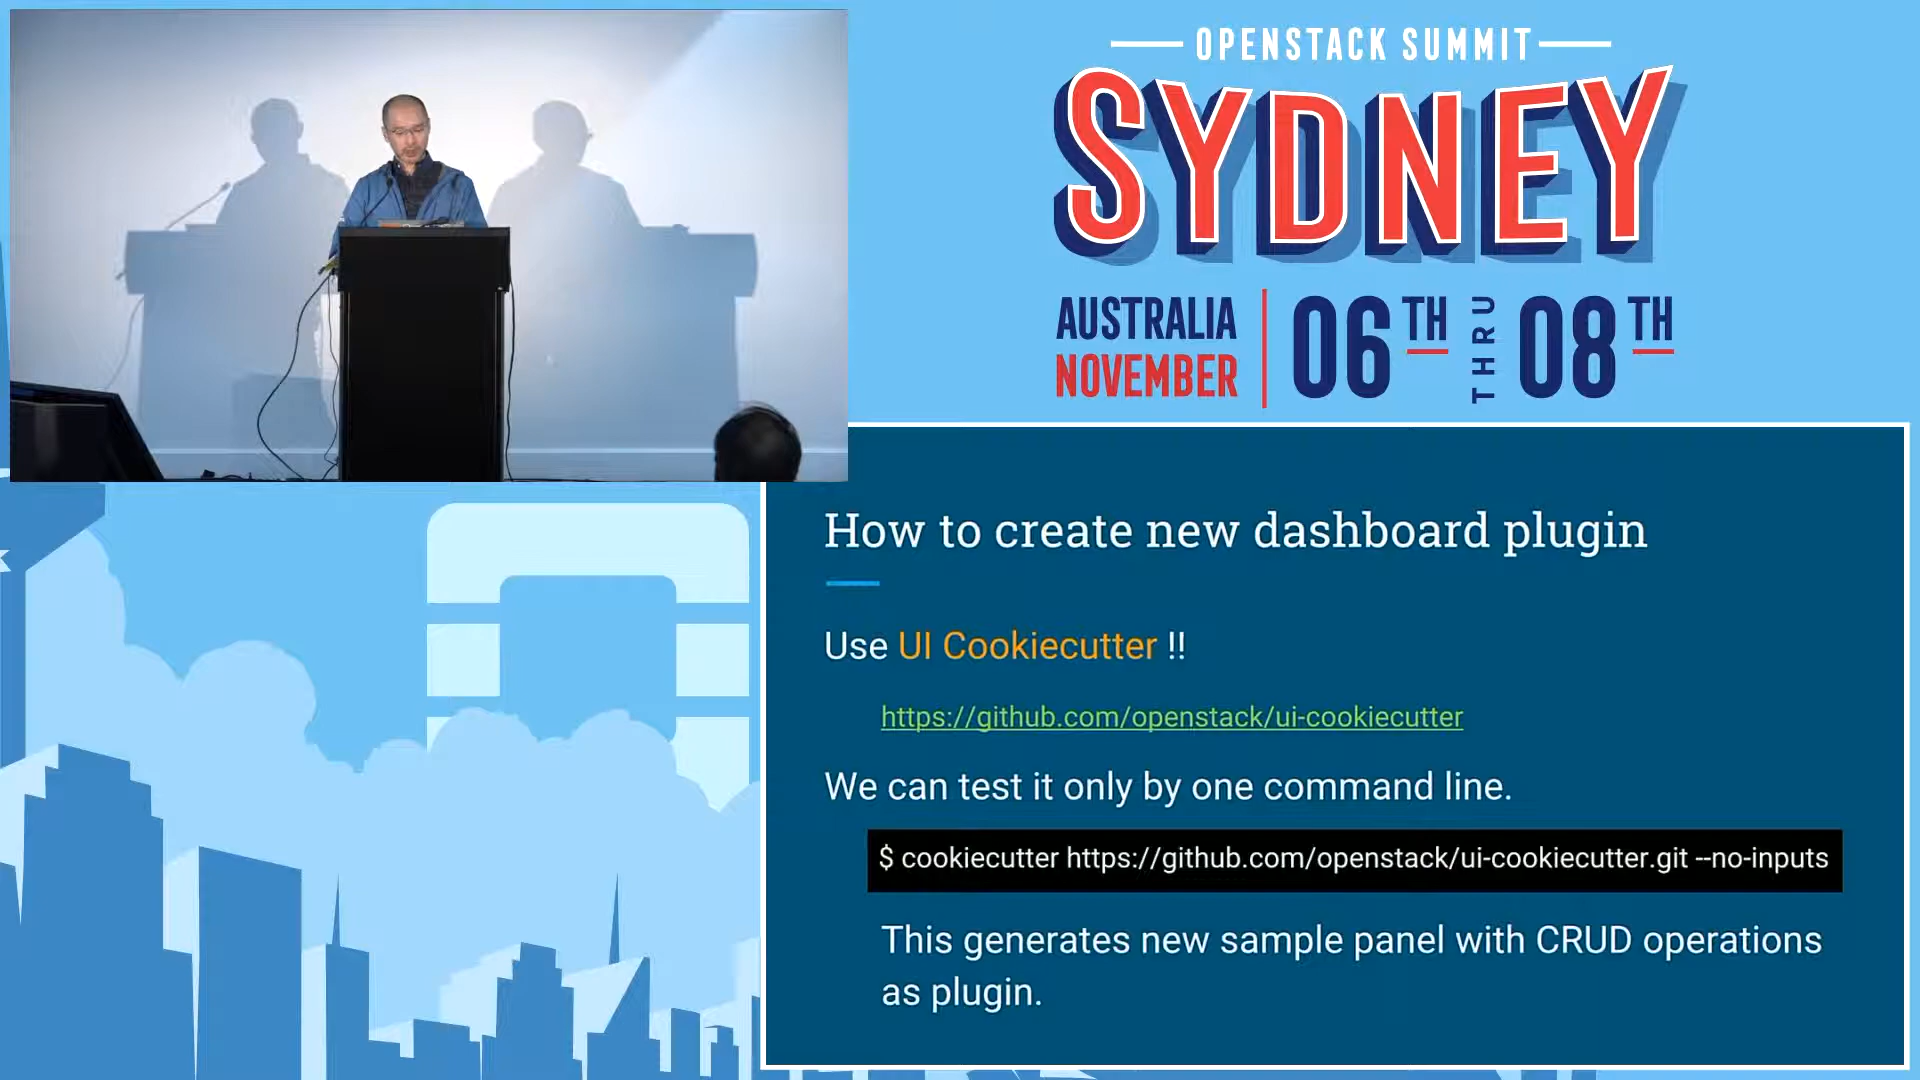 OPENSTACK SUMMIT
SYDNEY
AUSTRALIA
NOVEMBER
06TH THRU 08TH
How to create new dashboard plugin
Use UI Cookiecutter !!
https://github.com/openstack/ui-cookiecutter
We can test it only by one command line.
$ cookiecutter https://github.com/openstack/ui-cookiecutter.git --no-inputs
This generates new sample panel with CRUD operations
as plugin.